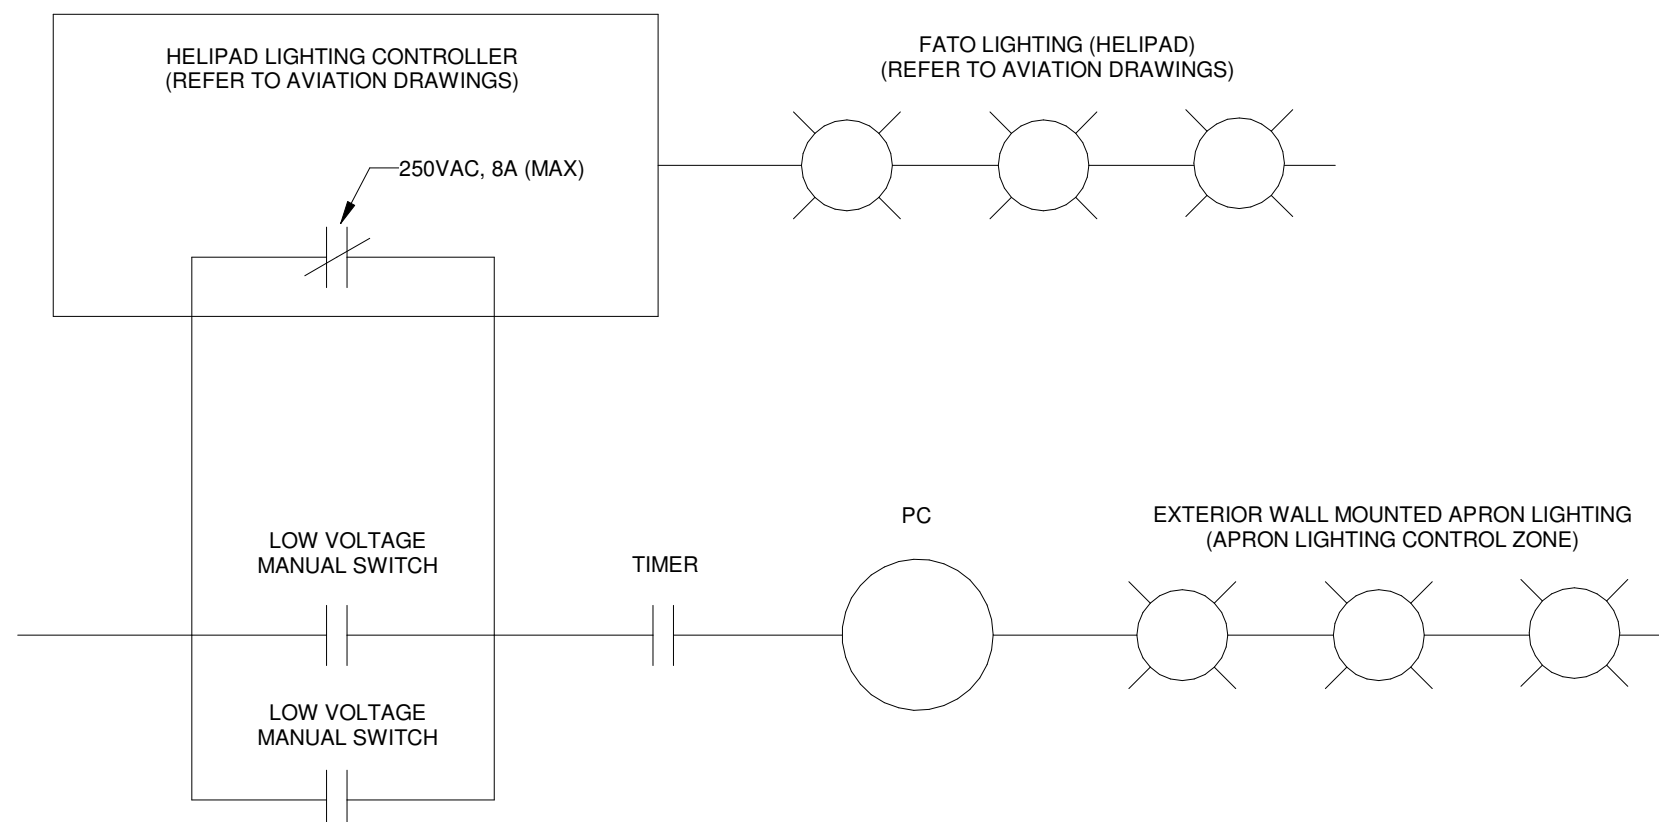 HELIPAD LIGHTING CONTROLLER
(REFER TO AVIATION DRAWINGS)
FATO LIGHTING (HELIPAD)
(REFER TO AVIATION DRAWINGS)
250VAC, 8A (MAX)
LOW VOLTAGE
MANUAL SWITCH
TIMER
PC
EXTERIOR WALL MOUNTED APRON LIGHTING
(APRON LIGHTING CONTROL ZONE)
LOW VOLTAGE
MANUAL SWITCH